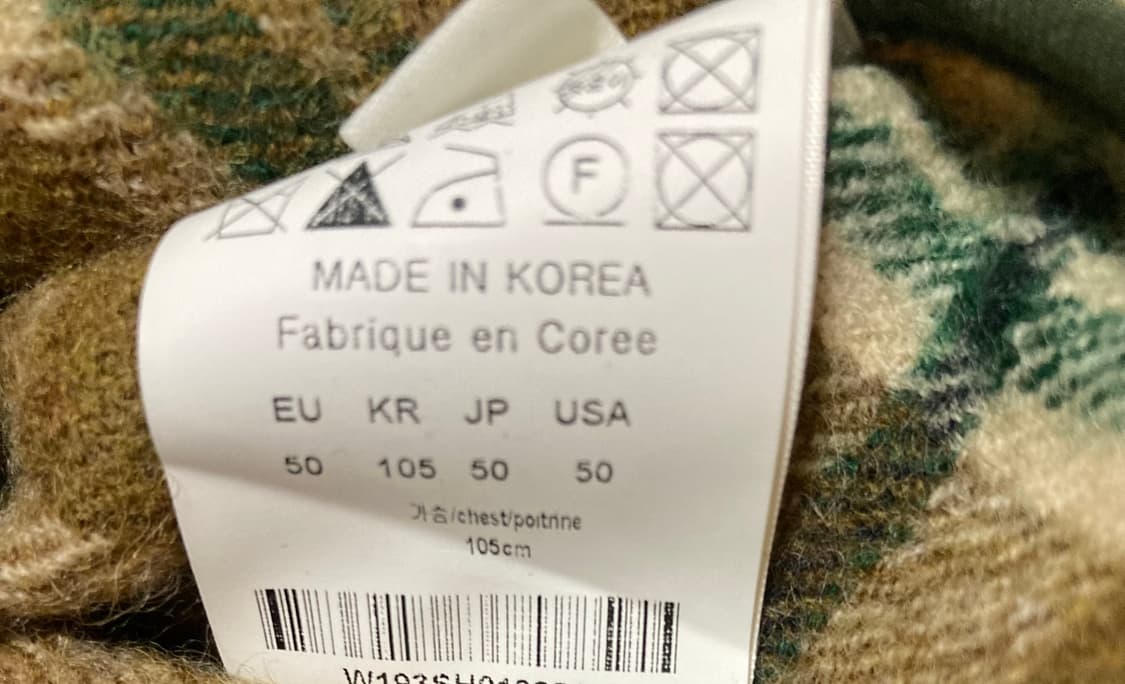 F
MADE IN KOREA
Fabrique en Coree
EU KR JP USA
50 105 50 50
가슴/chest/poitrine
105cm